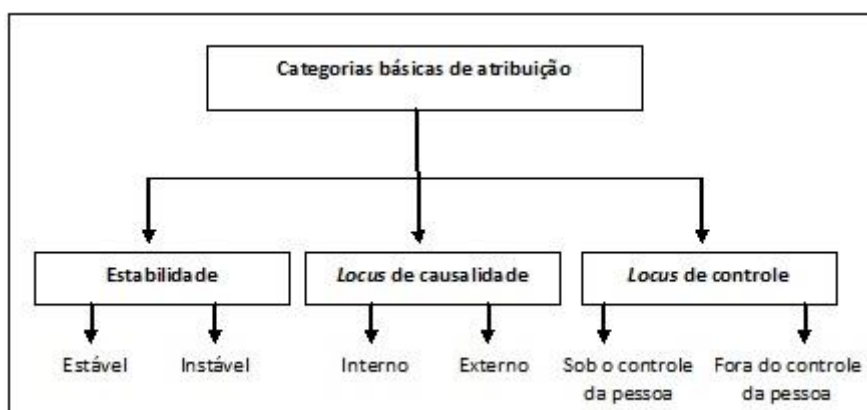 Categorias básicas de atribuição
Estabilidade
Locus de causalidade
Locus de controle
Estável
Instável
Interno
Externo
Sob o controle
da pessoa
Fora do controle
da pessoa